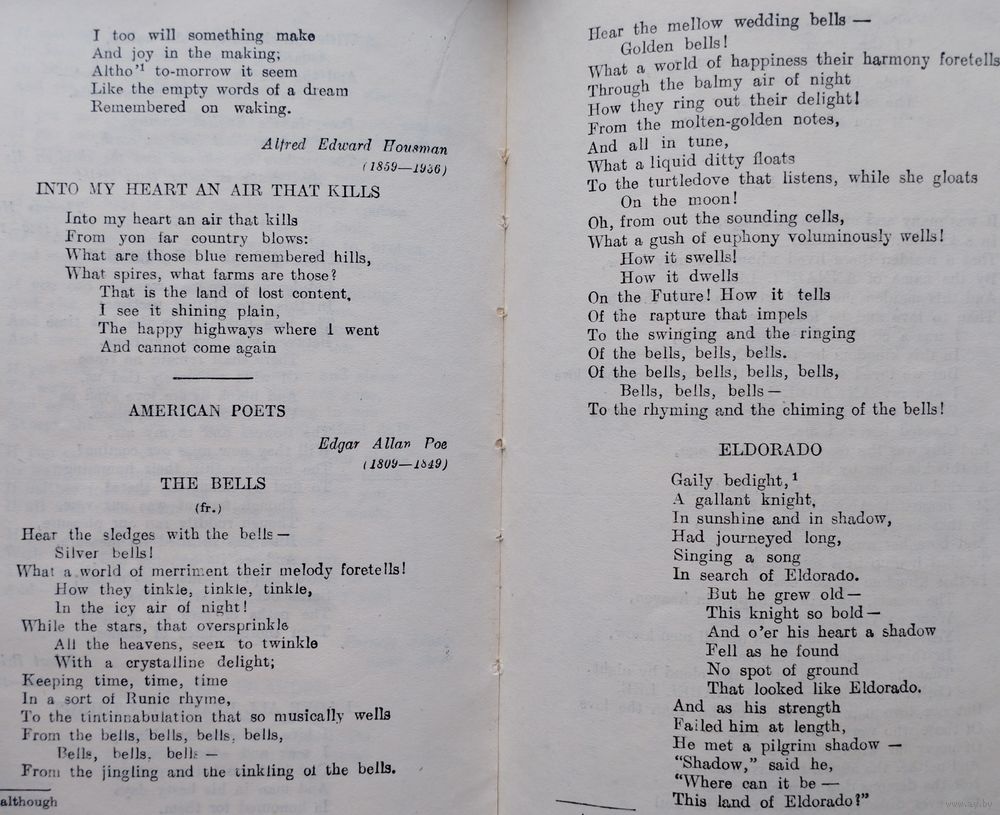 I too will something make
And joy in the making;
Altho'¹ to-morrow it seem
Like the empty words of a dream
Remembered on waking.
Alfred Edward Housman
(1859—1936)
INTO MY HEART AN AIR THAT KILLS
Into my heart an air that kills
From yon far country blows:
What are those blue remembered hills,
What spires, what farms are those?
That is the land of lost content,
I see it shining plain,
The happy highways where I went
And cannot come again
AMERICAN POETS
Edgar Allan Poe
(1809—1849)
THE BELLS
(fr.)
Hear the sledges with the bells—
Silver bells!
What a world of merriment their melody foretells!
How they tinkle, tinkle, tinkle,
In the icy air of night!
While the stars, that oversprinkle
All the heavens, seem to twinkle
With a crystalline delight;
Keeping time, time, time
In a sort of Runic rhyme,
To the tintinnabulation that so musically wells
From the bells, bells, bells, bells,
Bells, bells, bells —
From the jingling and the tinkling of the bells.
although
Hear the mellow wedding bells —
Golden bells!
What a world of happiness their harmony foretells
Through the balmy air of night
How they ring out their delight!
From the molten-golden notes,
And all in tune,
What a liquid ditty floats
To the turtledove that listens, while she gloats
On the moon!
Oh, from out the sounding cells,
What a gush of euphony voluminously wells!
How it swells!
How it dwells
On the Future! How it tells
Of the rapture that impels
To the swinging and the ringing
Of the bells, bells, bells.
Of the bells, bells, bells, bells,
Bells, bells, bells—
To the rhyming and the chiming of the bells!
ELDORADO
Gaily bedight,¹
A gallant knight,
In sunshine and in shadow,
Had journeyed long,
Singing a song
In search of Eldorado.
But he grew old—
This knight so bold—
And o'er his heart a shadow
Fell as he found
No spot of ground
That looked like Eldorado.
And as his strength
Failed him at length,
He met a pilgrim shadow —
"Shadow," said he,
"Where can it be —
This land of Eldorado?"